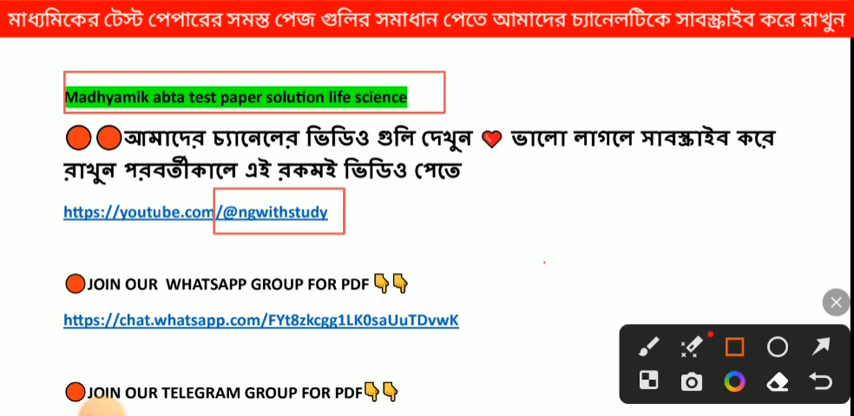 মাধ্যমিকের টেস্ট পেপারের সমস্ত পেজ গুলির সমাধান পেতে আমাদের চ্যানেলটিকে সাবস্ক্রাইব করে রাখুন
Madhyamik abta test paper solution life science
আমাদের চ্যানেলের ভিডিও গুলি দেখুন ❤ ভালো লাগলে সাবস্ক্রাইব করে
রাখুন পরবর্তীকালে এই রকমই ভিডিও পেতে
https://youtube.com/@ngwithstudy
JOIN OUR WHATSAPP GROUP FOR PDF
https://chat.whatsapp.com/FYt8zkcgg1LK0saUuTDvwK
JOIN OUR TELEGRAM GROUP FOR PDF